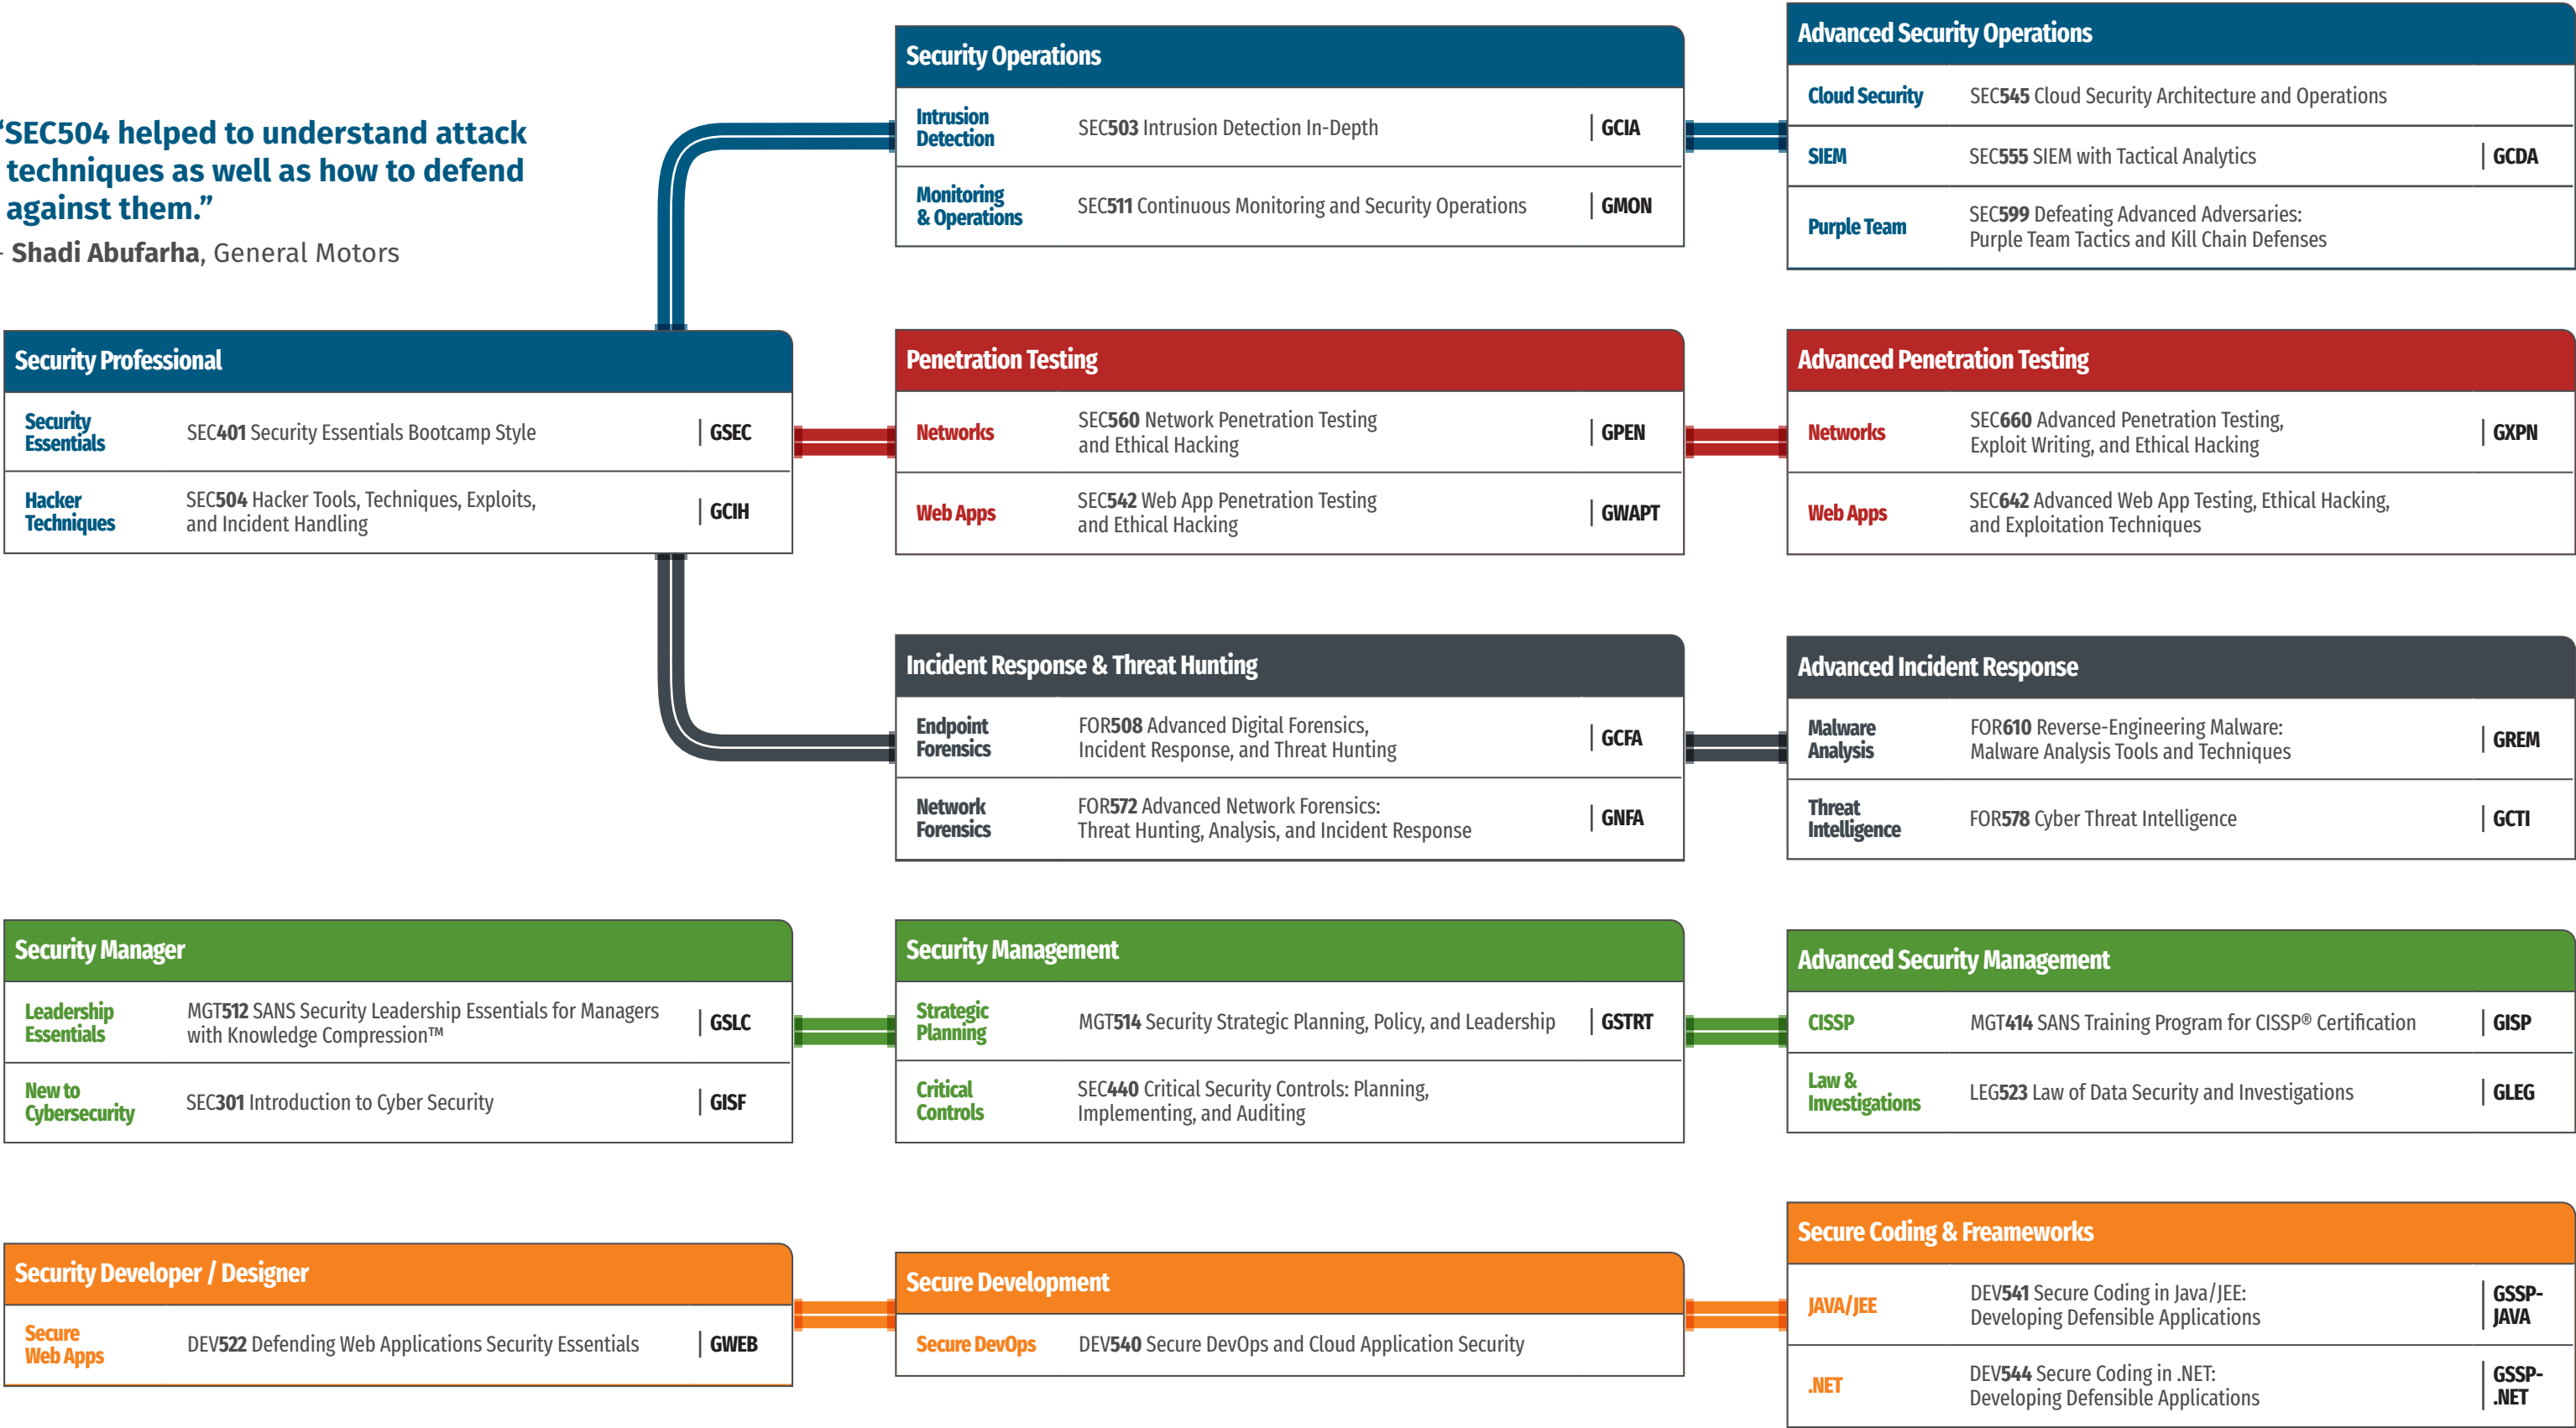 “SEC504 helped to understand attack
techniques as well as how to defend
against them.”
- Shadi Abufarha, General Motors
Security Professional
Security
Essentials
SEC401 Security Essentials Bootcamp Style
GSEC
Hacker
Techniques
SEC504 Hacker Tools, Techniques, Exploits,
and Incident Handling
GCIH
Security Operations
Intrusion
Detection
SEC503 Intrusion Detection In-Depth
GCIA
Monitoring
& Operations
SEC511 Continuous Monitoring and Security Operations
GMON
Advanced Security Operations
Cloud Security
SEC545 Cloud Security Architecture and Operations
SIEM
SEC555 SIEM with Tactical Analytics
GCDA
Purple Team
SEC599 Defeating Advanced Adversaries:
Purple Team Tactics and Kill Chain Defenses
Penetration Testing
Networks
SEC560 Network Penetration Testing
and Ethical Hacking
GPEN
Web Apps
SEC542 Web App Penetration Testing
and Ethical Hacking
GWAPT
Advanced Penetration Testing
Networks
SEC660 Advanced Penetration Testing,
Exploit Writing, and Ethical Hacking
GXPN
Web Apps
SEC642 Advanced Web App Testing, Ethical Hacking,
and Exploitation Techniques
Incident Response & Threat Hunting
Endpoint
Forensics
FOR508 Advanced Digital Forensics,
Incident Response, and Threat Hunting
GCFA
Network
Forensics
FOR572 Advanced Network Forensics:
Threat Hunting, Analysis, and Incident Response
GNFA
Advanced Incident Response
Malware
Analysis
FOR610 Reverse-Engineering Malware:
Malware Analysis Tools and Techniques
GREM
Threat
Intelligence
FOR578 Cyber Threat Intelligence
GCTI
Security Manager
Leadership
Essentials
MGT512 SANS Security Leadership Essentials for Managers
with Knowledge Compression™
GSLC
New to
Cybersecurity
SEC301 Introduction to Cyber Security
GISF
Security Management
Strategic
Planning
MGT514 Security Strategic Planning, Policy, and Leadership
GSTRT
Critical
Controls
SEC440 Critical Security Controls: Planning,
Implementing, and Auditing
Advanced Security Management
CISSP
MGT414 SANS Training Program for CISSP® Certification
GISP
Law &
Investigations
LEG523 Law of Data Security and Investigations
GLEG
Security Developer / Designer
Secure
Web Apps
DEV522 Defending Web Applications Security Essentials
GWEB
Secure Development
Secure DevOps
DEV540 Secure DevOps and Cloud Application Security
Secure Coding & Freameworks
JAVA/JEE
DEV541 Secure Coding in Java/JEE:
Developing Defensible Applications
GSSP-
JAVA
.NET
DEV544 Secure Coding in .NET:
Developing Defensible Applications
GSSP-
.NET